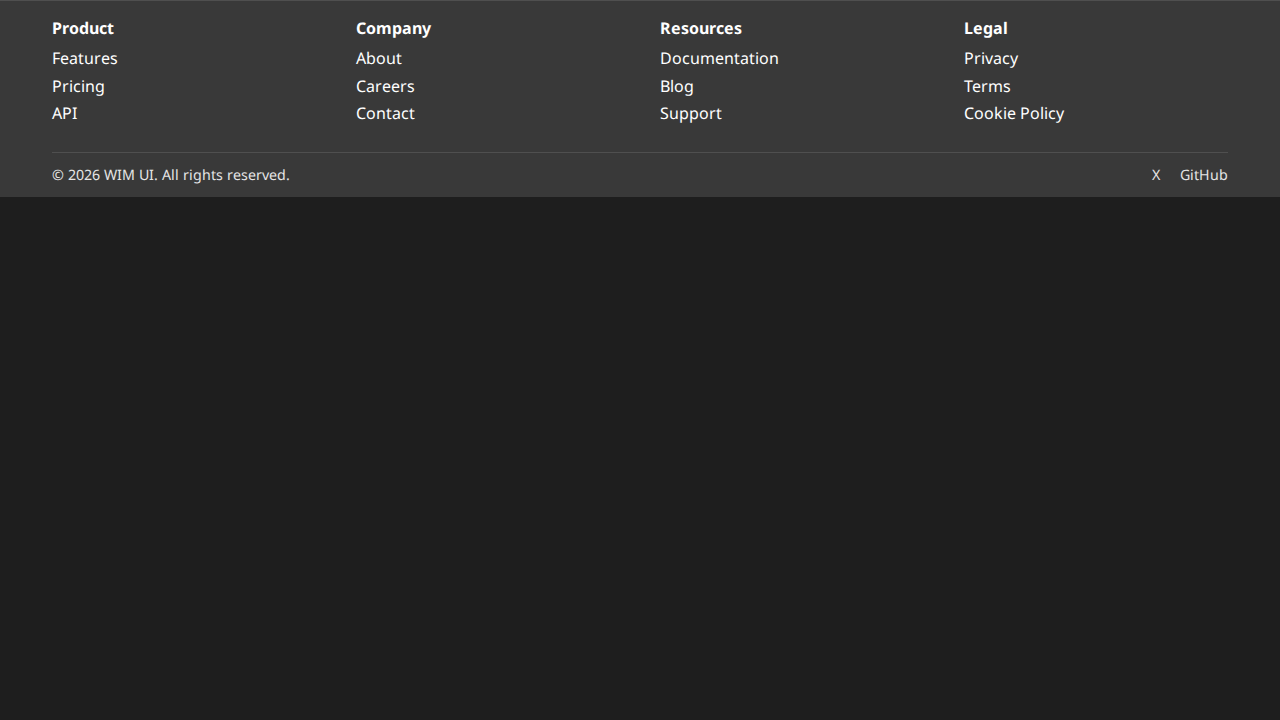 Product
Features
Pricing
API
Company
About
Careers
Contact
Resources
Documentation
Blog
Support
Legal
Privacy
Terms
Cookie Policy
© 2026 WIM UI. All rights reserved.
X GitHub